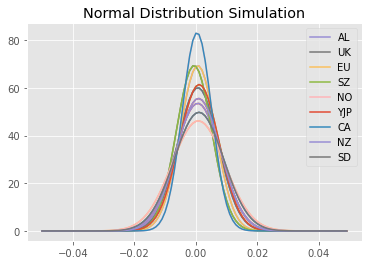 Normal Distribution Simulation
80
60
40
20
0
AL
UK
EU
SZ
NO
YJP
CA
NZ
SD
−0.04
−0.02
0.00
0.02
0.04